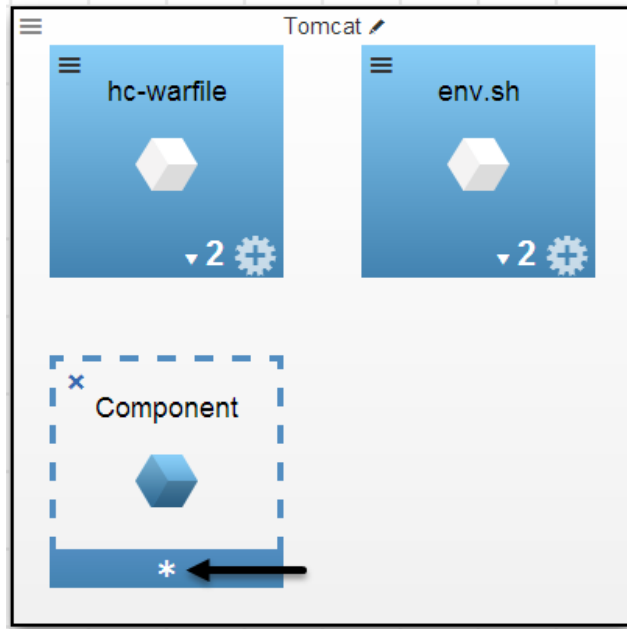 Tomcat
hc-warfile
env.sh
2
2
Component
*